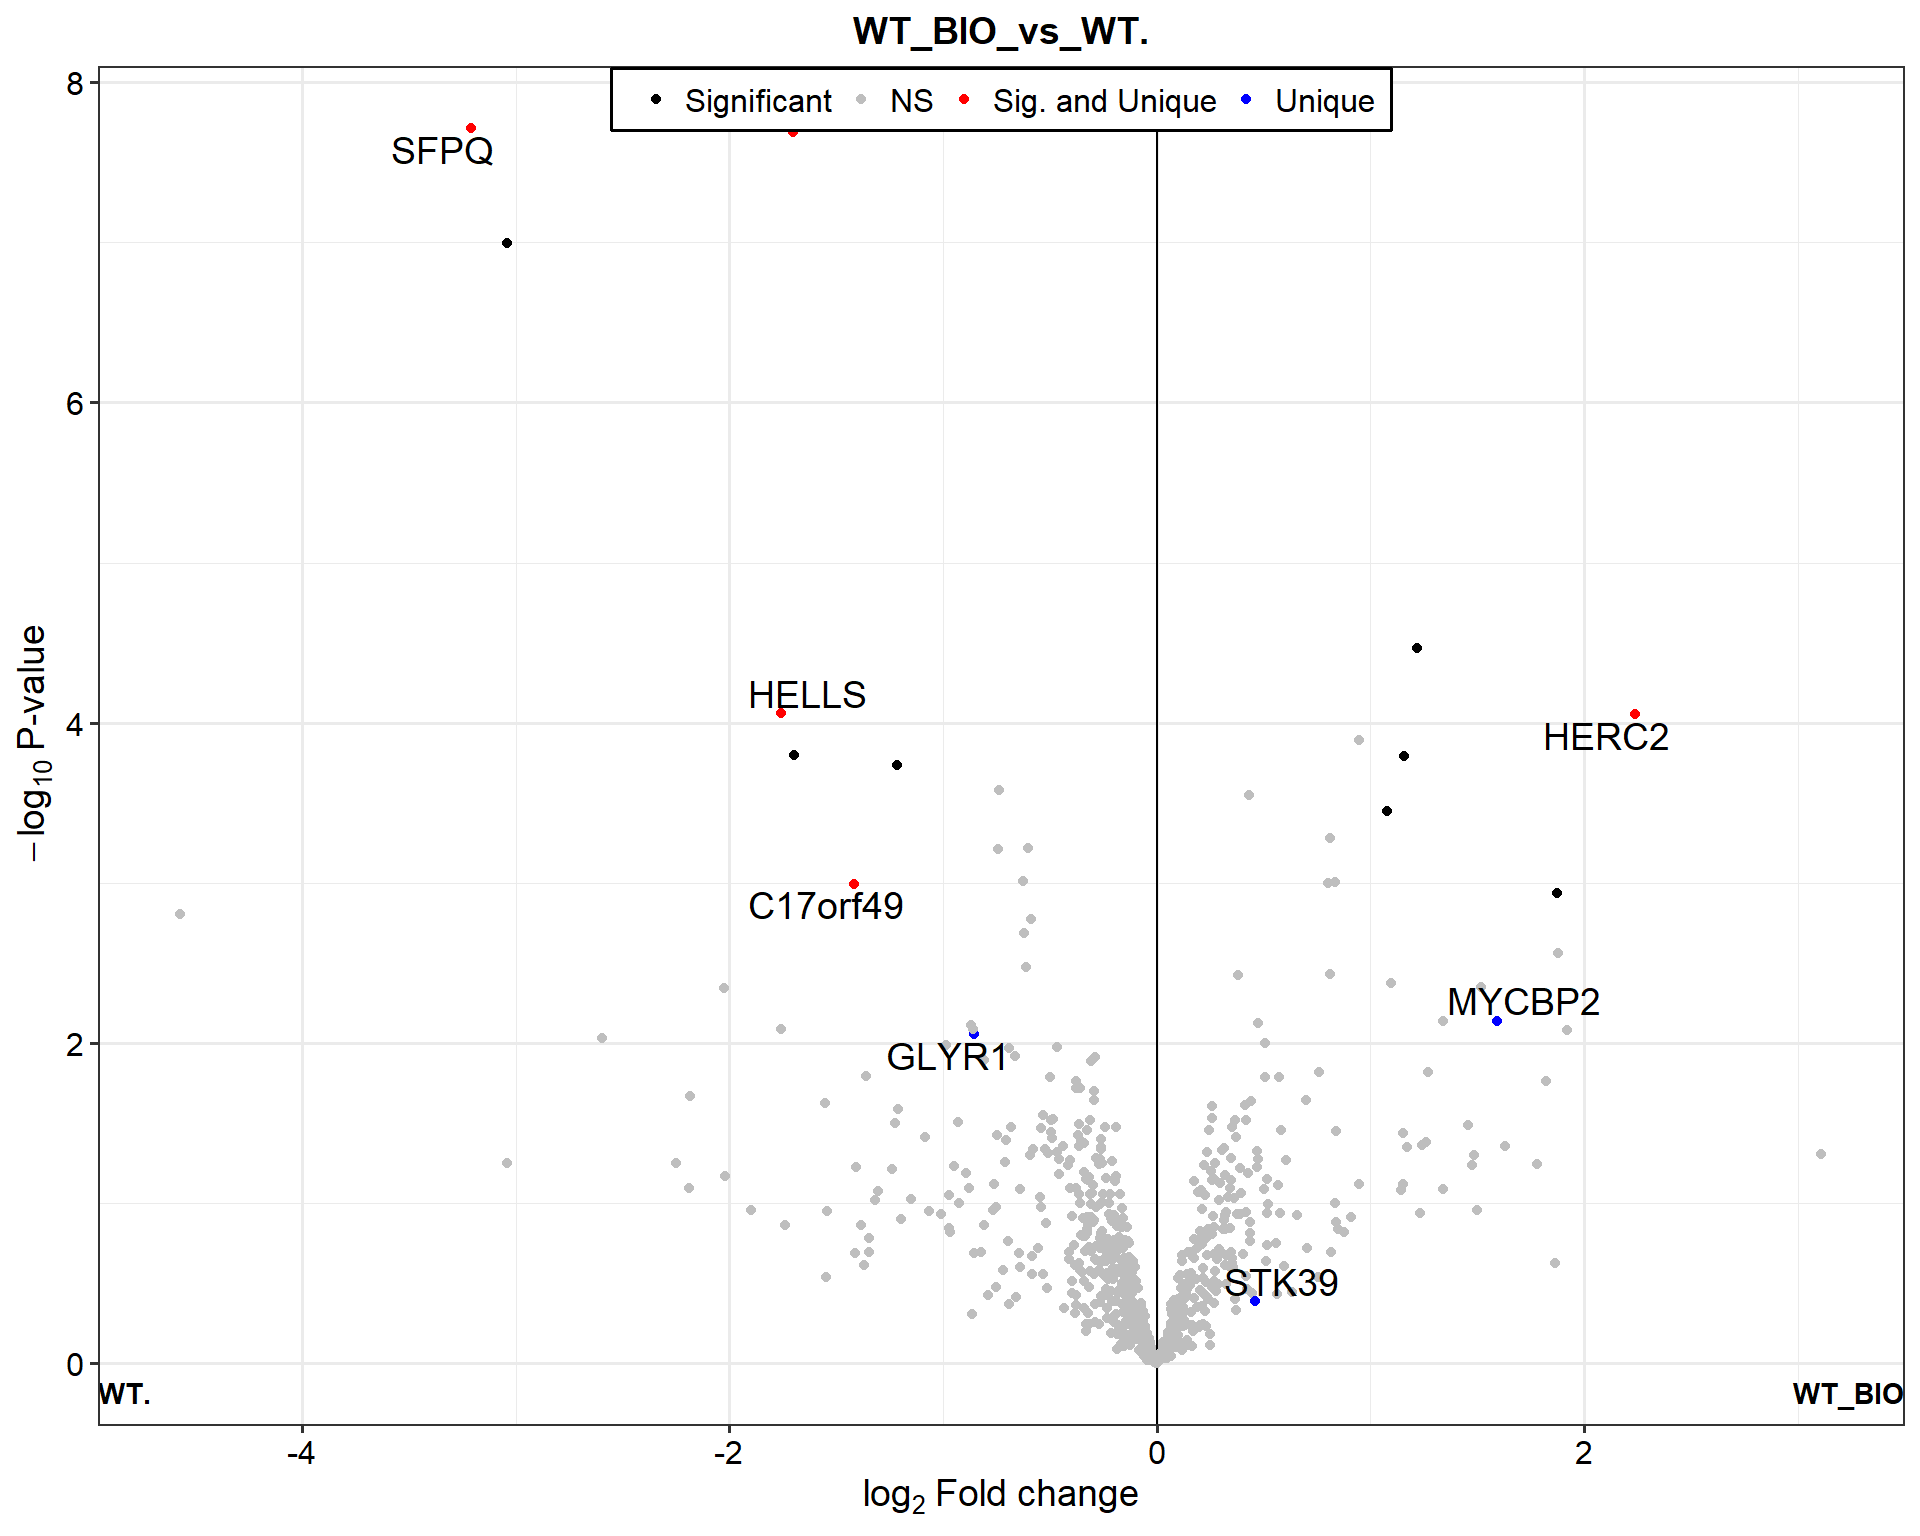 WT_BIO_vs_WT.
Significant NS Sig. and Unique Unique
8
SFPQ
6
HELLS
4
HERC2
C17orf49
MYCBP2
2
GLYR1
STK39
0
WT. WT_BIO
-4 -2 0 2
log2 Fold change
−log10 P-value